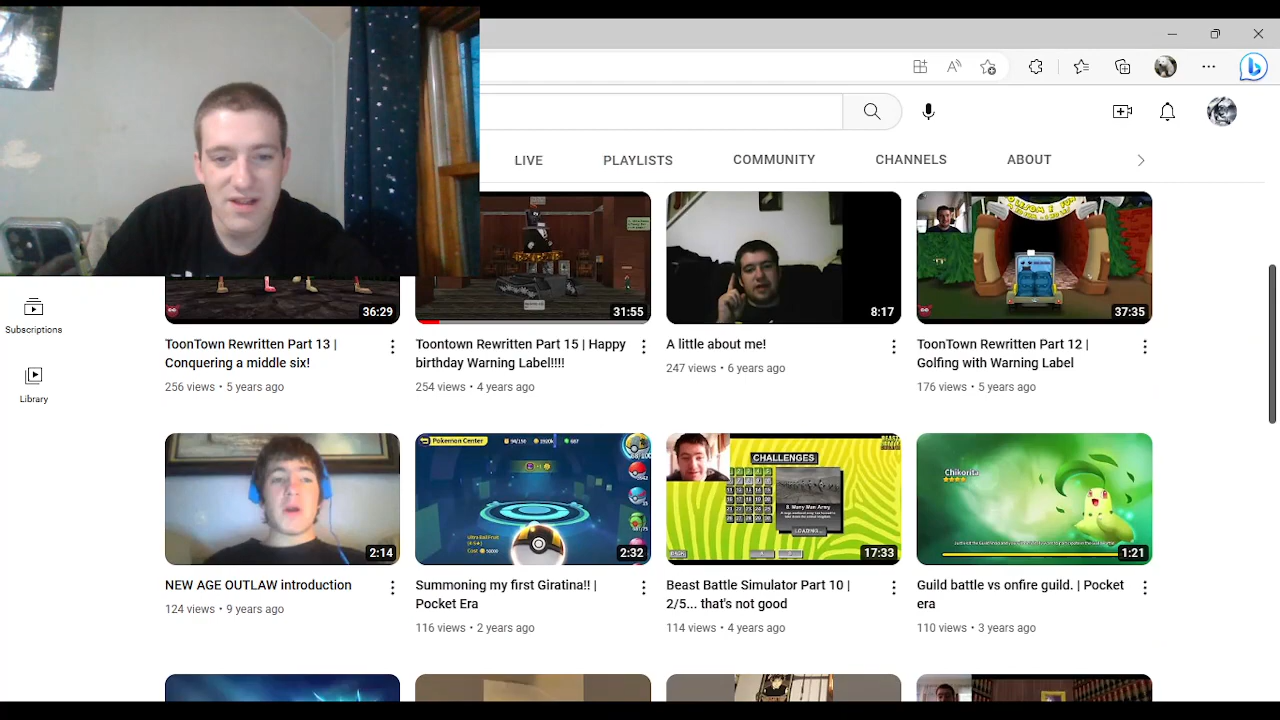 LIVE
PLAYLISTS
COMMUNITY
CHANNELS
ABOUT
Subscriptions
Library
36:29
ToonTown Rewritten Part 13 |
Conquering a middle six!
256 views • 5 years ago
31:55
Toontown Rewritten Part 15 | Happy
birthday Warning Label!!!!
254 views • 4 years ago
8:17
A little about me!
247 views • 6 years ago
37:35
ToonTown Rewritten Part 12 |
Golfing with Warning Label
176 views • 5 years ago
2:14
NEW AGE OUTLAW introduction
124 views • 9 years ago
Pokemon Center
2:32
Summoning my first Giratina!! |
Pocket Era
116 views • 2 years ago
CHALLENGES
8. Many Man Army
LOADING...
17:33
Beast Battle Simulator Part 10 |
2/5... that's not good
114 views • 4 years ago
Chikorita
1:21
Guild battle vs onfire guild. | Pocket
era
110 views • 3 years ago